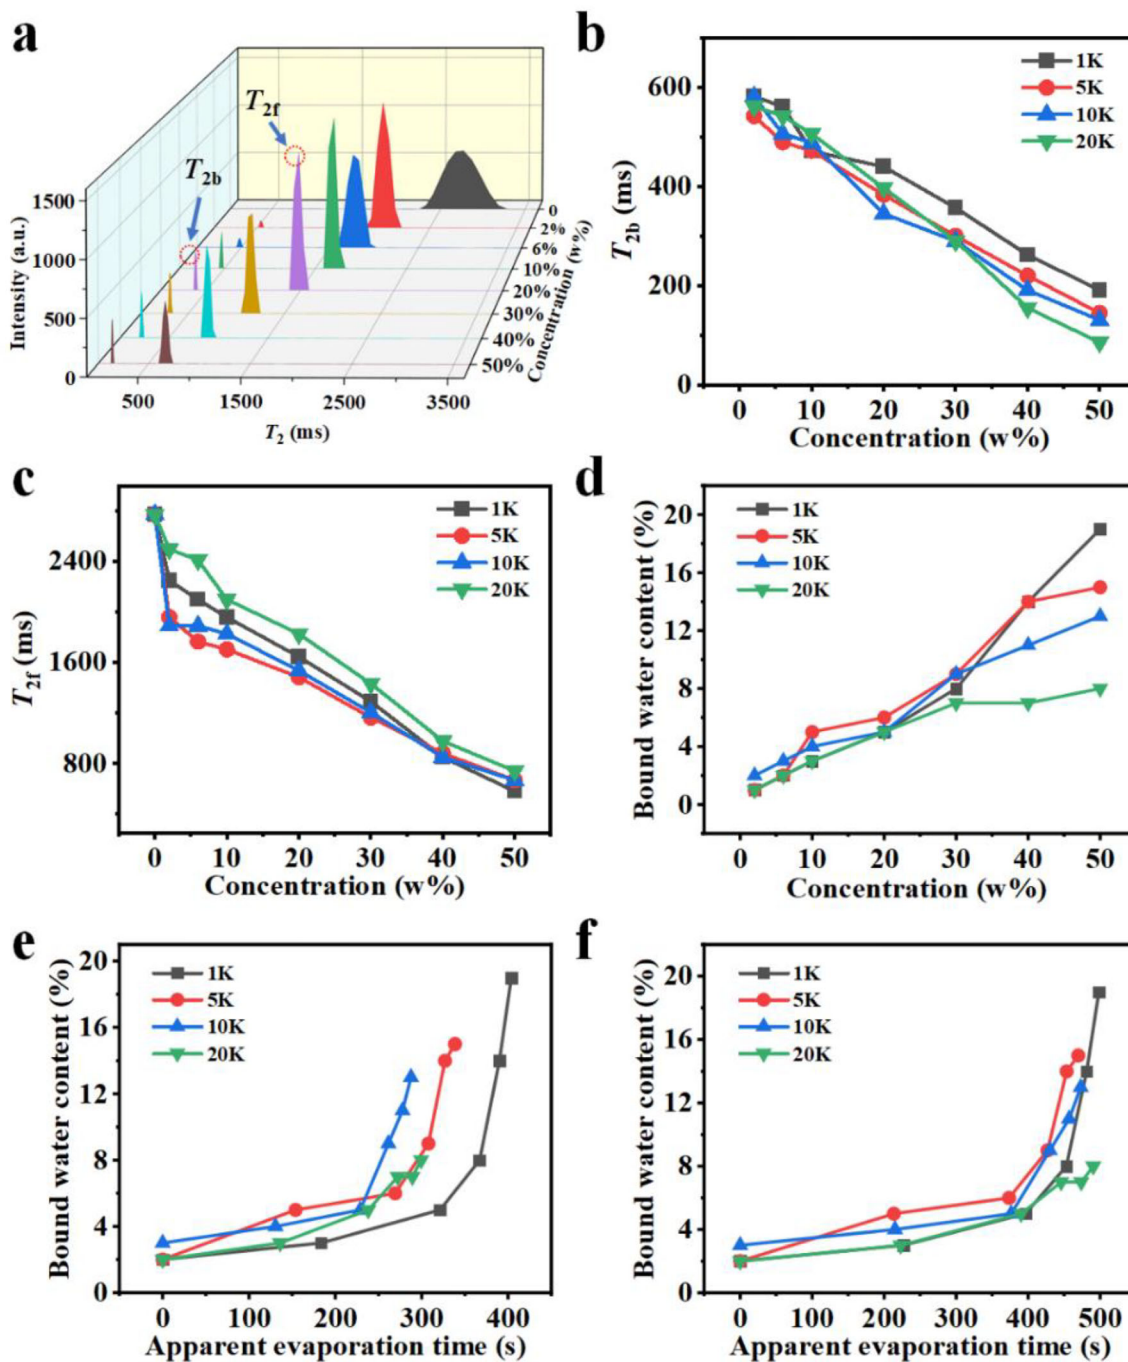 a
T2f
T2b
1500
1000
500
0
Intensity (a.u.)
500
1500
2500
3500
T2 (ms)
0
2%
6%
10%
20%
30%
40%
50%
Concentration (w%)
b
1K
5K
10K
20K
600
400
200
0
T2b (ms)
0 10 20 30 40 50
Concentration (w%)
c
1K
5K
10K
20K
2400
1600
800
T2f (ms)
0 10 20 30 40 50
Concentration (w%)
d
1K
5K
10K
20K
20
16
12
8
4
0
Bound water content (%)
0 10 20 30 40 50
Concentration (w%)
e
1K
5K
10K
20K
20
16
12
8
4
0
Bound water content (%)
0 100 200 300 400
Apparent evaporation time (s)
f
1K
5K
10K
20K
20
16
12
8
4
0
Bound water content (%)
0 100 200 300 400 500
Apparent evaporation time (s)